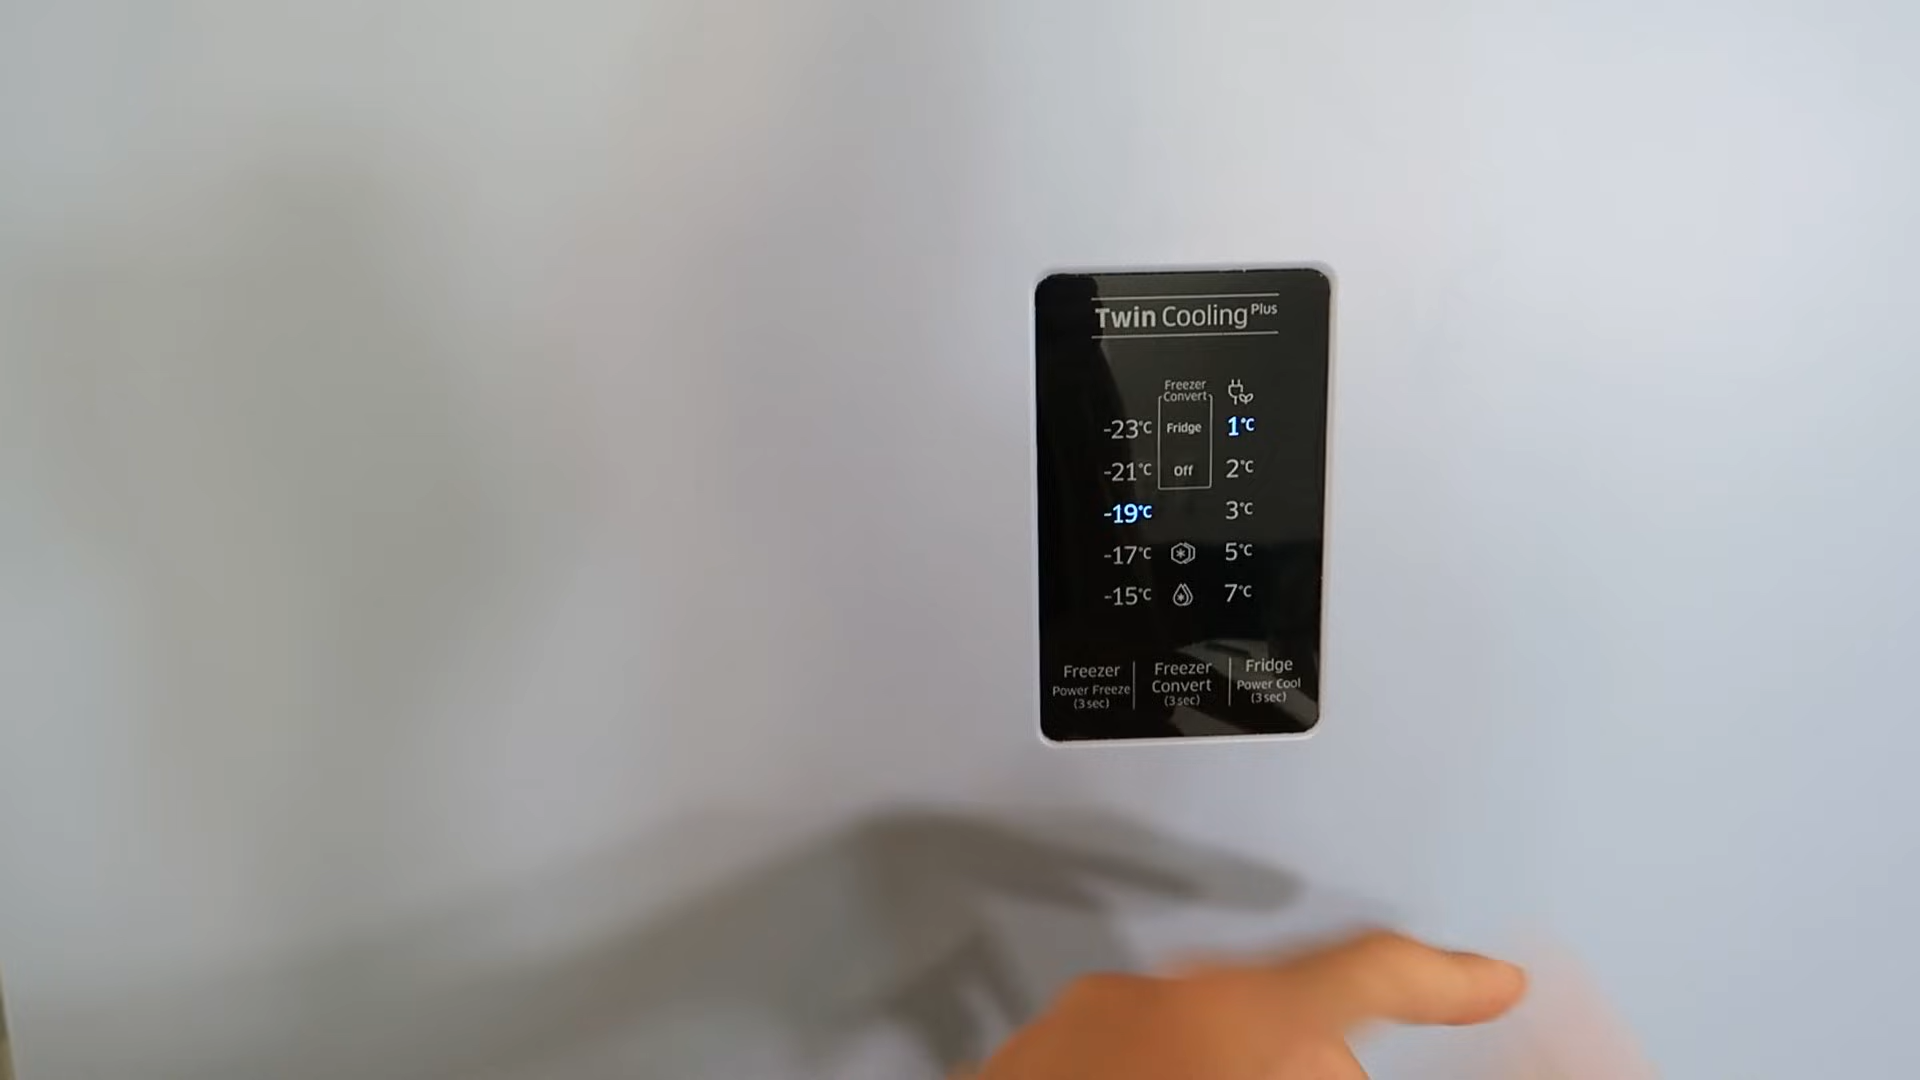 Twin Cooling Plus
Freezer
Convert
-23°C Fridge 1°C
-21°C Off 2°C
-19°C 3°C
-17°C 5°C
-15°C 7°C
Freezer
Power Freeze
(3 sec)
Freezer
Convert
(3 sec)
Fridge
Power Cool
(3 sec)